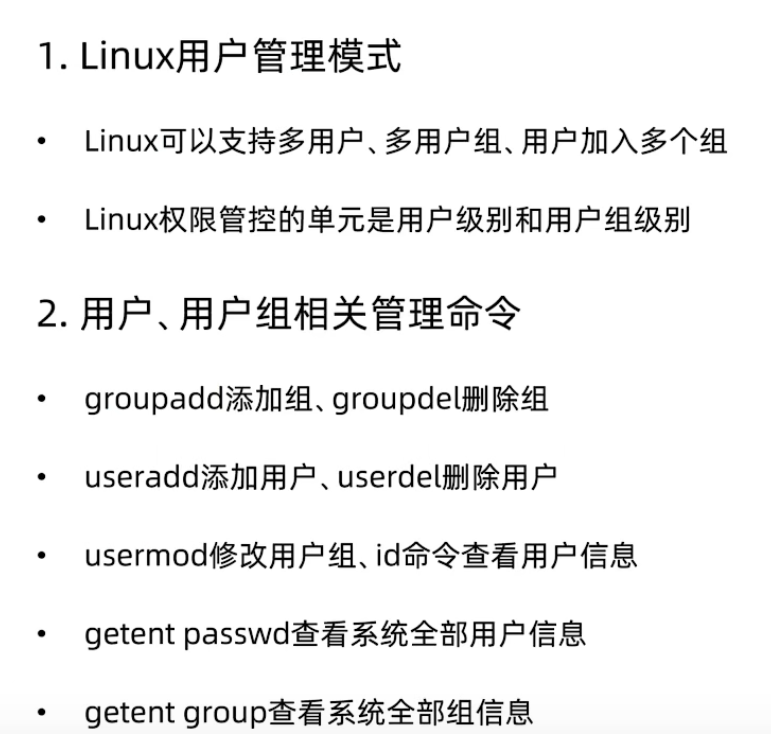 1. Linux用户管理模式
• Linux可以支持多用户、多用户组、用户加入多个组
• Linux权限管控的单元是用户级别和用户组级别
2. 用户、用户组相关管理命令
• groupadd添加组、groupdel删除组
• useradd添加用户、userdel删除用户
• usermod修改用户组、id命令查看用户信息
• getent passwd查看系统全部用户信息
• getent group查看系统全部组信息